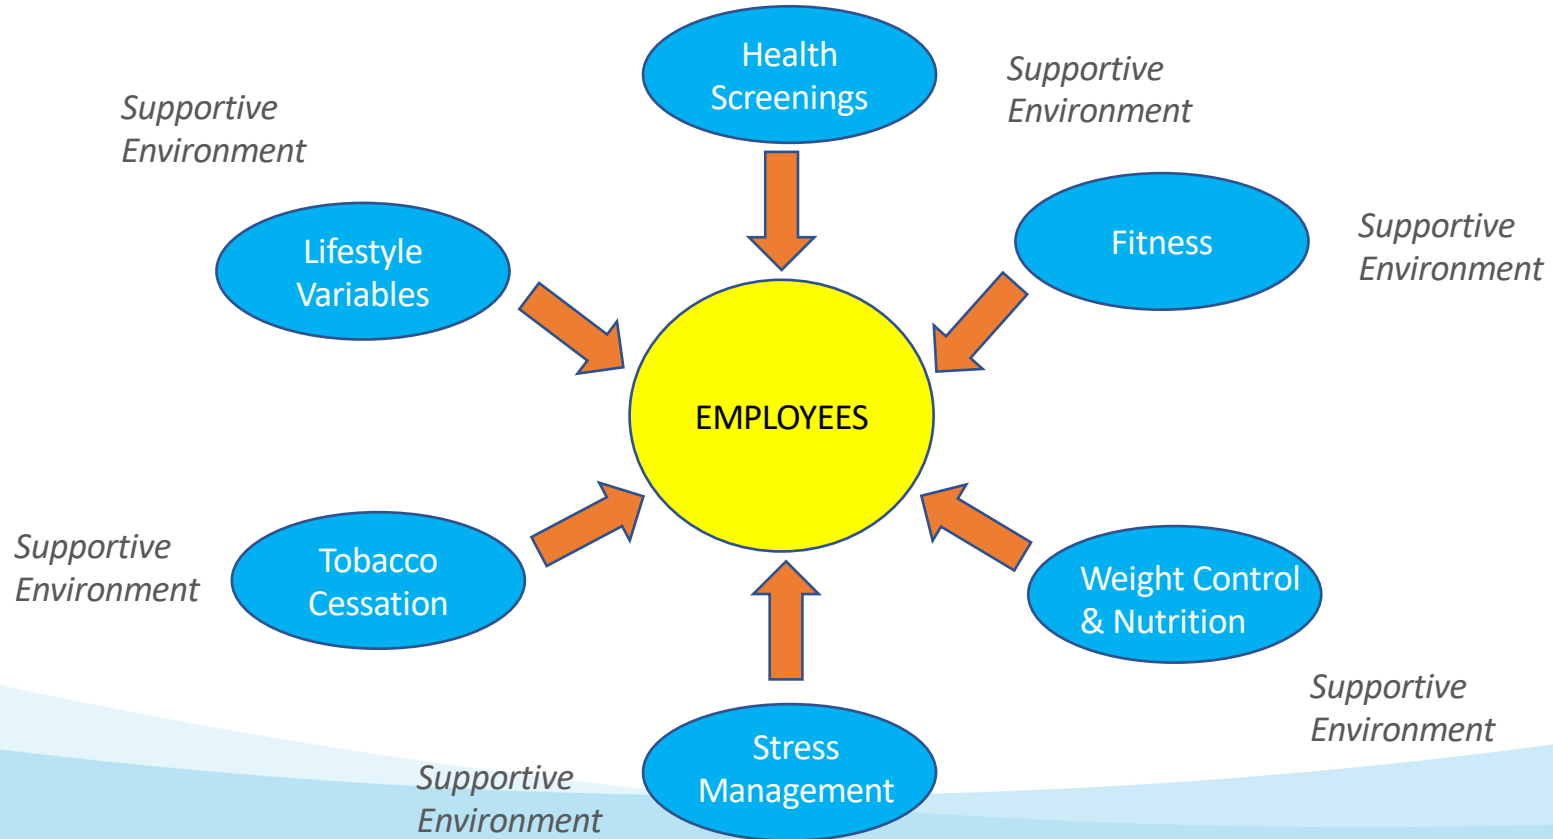 Health
Screenings
Supportive
Environment
Supportive
Environment
Fitness
Supportive
Environment
Lifestyle
Variables
EMPLOYEES
Supportive
Environment
Tobacco
Cessation
Weight Control
& Nutrition
Supportive
Environment
Stress
Management
Supportive
Environment